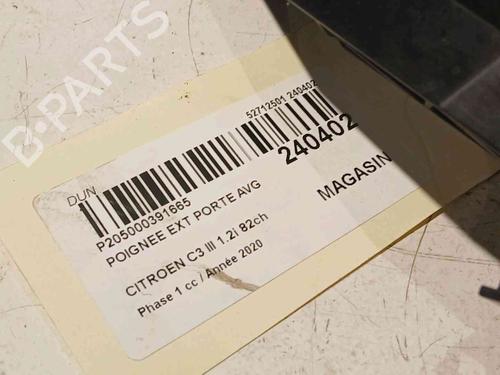 B-PARTS
52712501 240402
DUN
240402
P205000391665
POIGNEE EXT PORTE AVG
MAGASIN
CITROEN C3 III 1.2i 82ch
Phase 1 cc / Année 2020